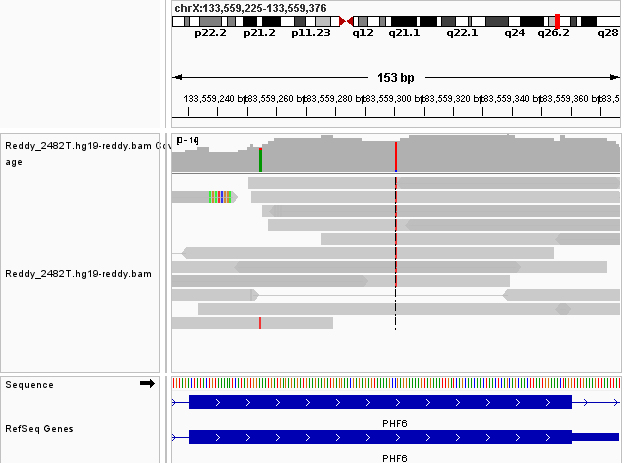 chrX:133,559,225-133,559,376
p22.2 p21.2 p11.23 q12 q21.1 q22.1 q24 q26.2 q28
153 bp
133,559,240 bp 133,559,260 bp 133,559,280 bp 133,559,300 bp 133,559,320 bp 133,559,340 bp 133,559,360 bp 133,5
Reddy_2482T.hg19-reddy.bam Cov
age
Reddy_2482T.hg19-reddy.bam
Sequence
RefSeq Genes
PHF6
PHF6